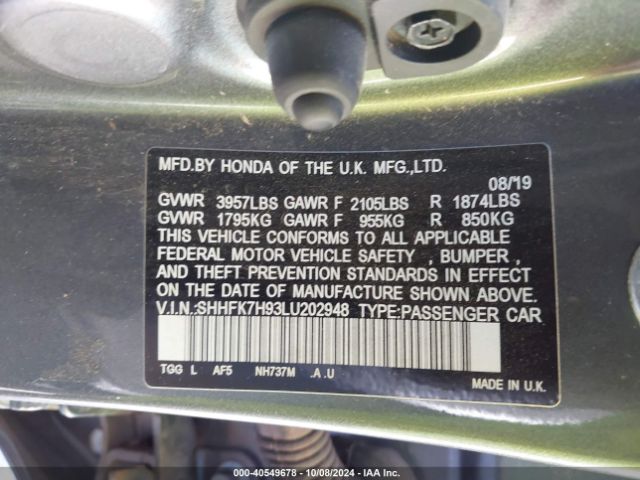 MFD.BY HONDA OF THE U.K. MFG.,LTD.
08/19
GVWR 3957LBS GAWR F 2105LBS R 1874LBS
GVWR 1795KG GAWR F 955KG R 850KG
THIS VEHICLE CONFORMS TO ALL APPLICABLE
FEDERAL MOTOR VEHICLE SAFETY , BUMPER ,
AND THEFT PREVENTION STANDARDS IN EFFECT
ON THE DATE OF MANUFACTURE SHOWN ABOVE.
V.I.N.:SHHFK7H93LU202948 TYPE:PASSENGER CAR
TGG L AF5 NH737M .A .U
MADE IN U.K.
000-40549678 - 10/08/2024 - IAA Inc.